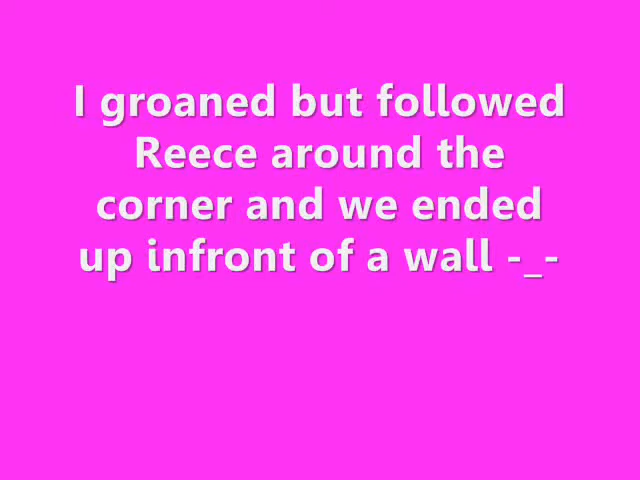 I groaned but followed
Reece around the
corner and we ended
up infront of a wall -_-